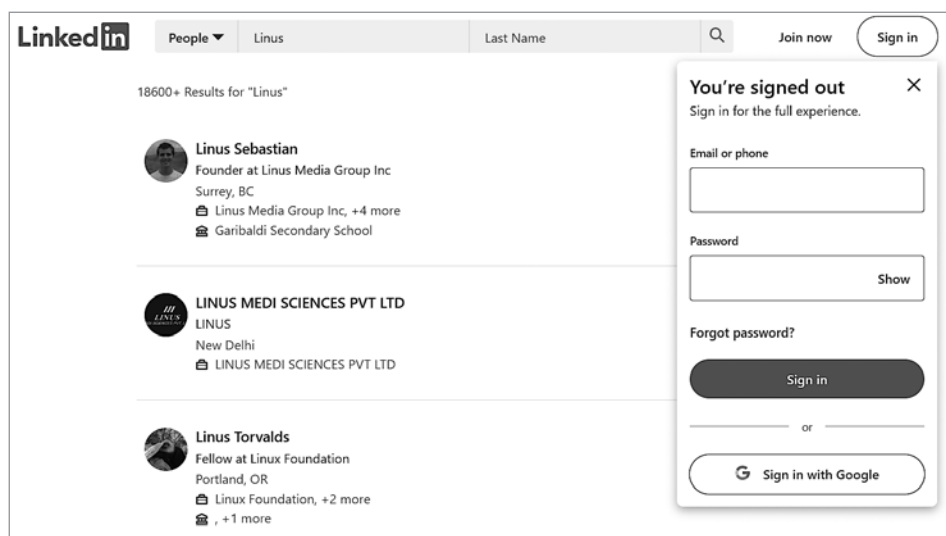 Linked in
People Linus Last Name Join now Sign in
18600+ Results for "Linus"
Linus Sebastian
Founder at Linus Media Group Inc
Surrey, BC
Linus Media Group Inc, +4 more
Garibaldi Secondary School
LINUS
LINUS MEDI SCIENCES PVT LTD
LINUS
New Delhi
LINUS MEDI SCIENCES PVT LTD
Linus Torvalds
Fellow at Linux Foundation
Portland, OR
Linux Foundation, +2 more
, +1 more
You're signed out
Sign in for the full experience.
Email or phone
Password
Show
Forgot password?
Sign in
or
G Sign in with Google